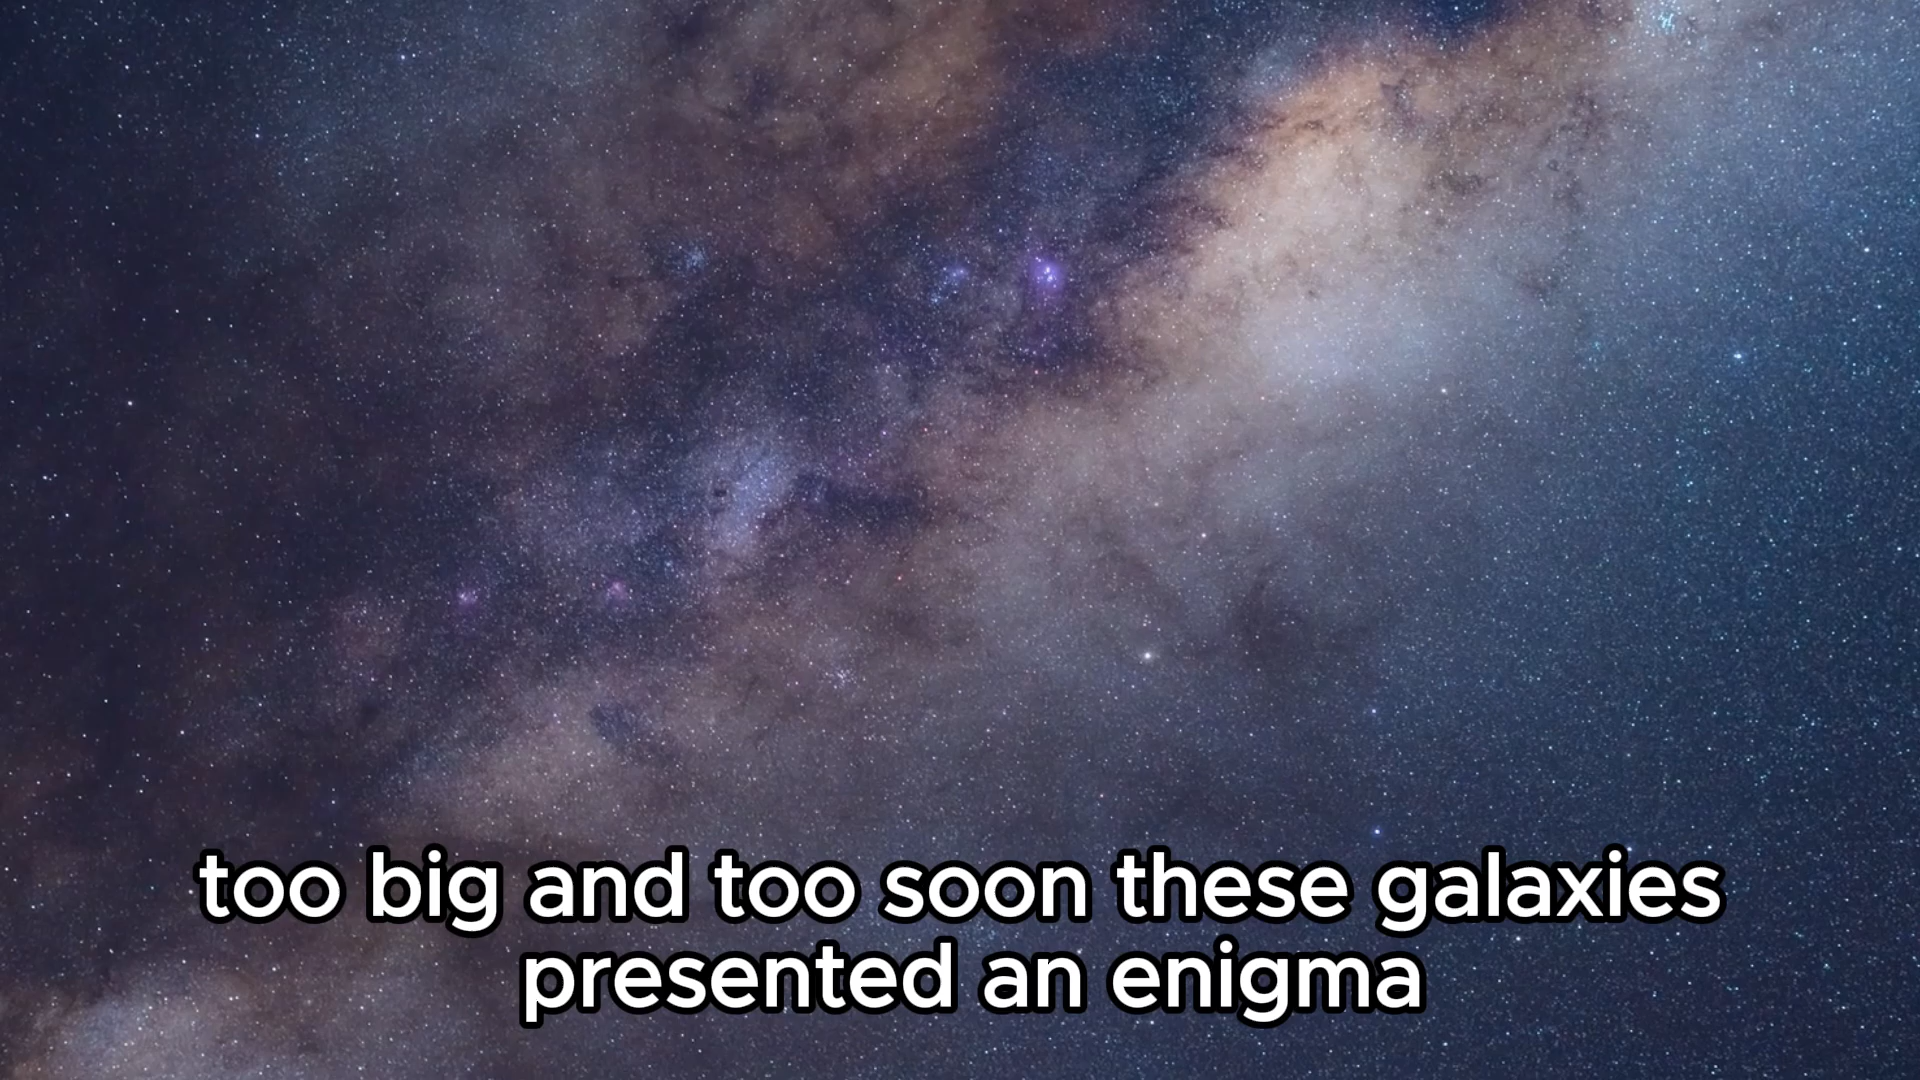 too big and too soon these galaxies
presented an enigma